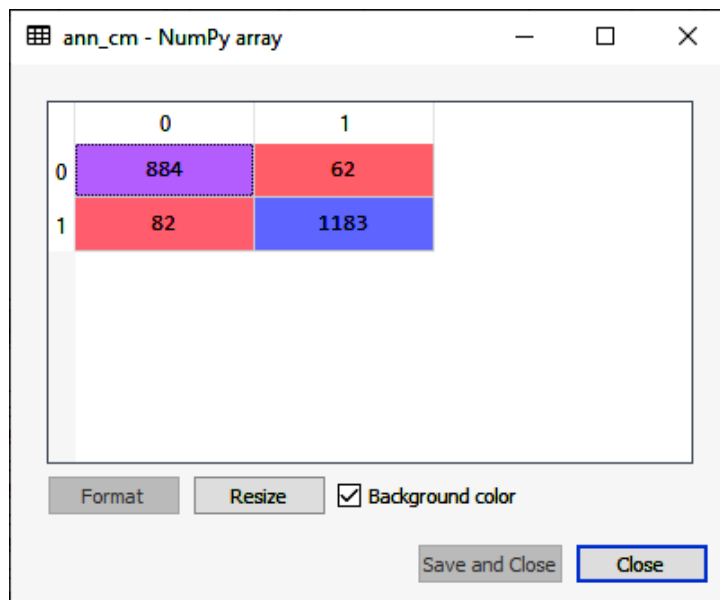 ann_cm - NumPy array
0 1
0 884 62
1 82 1183
Format Resize Background color
Save and Close Close